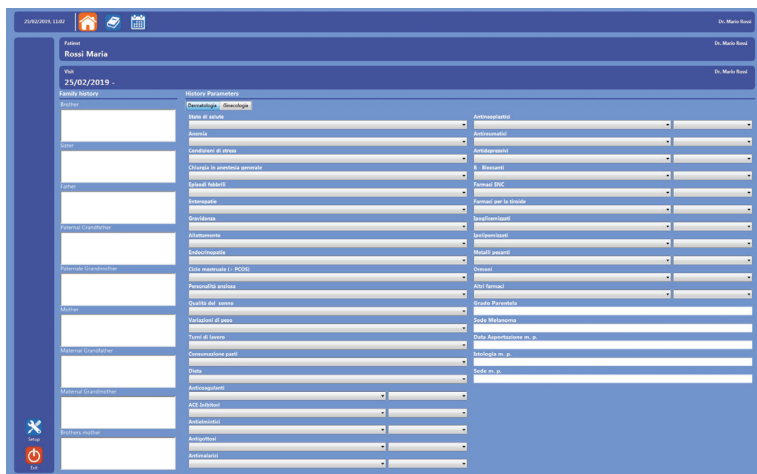 25/02/2019, 11:02
Dr. Mario Rossi
Patient
Dr. Mario Rossi
Rossi Maria
Visit
Dr. Mario Rossi
25/02/2019 -
Family history
Brother
Sister
Father
Paternal Grandfather
Paternale Grandmother
Mother
Maternal Grandfather
Maternal Grandmother
Brothers mother
History Parameters
Dermatologia Ginecologia
Stato di salute
Anemia
Condizioni di stress
Chiurgia in anestesia generale
Episodi febbrili
Enteropatie
Gravidanza
Allattamento
Endocrinopatie
Ciclo mestruale (+ PCOS)
Personalità ansiosa
Qualità del sonno
Variazioni di peso
Turni di lavoro
Consumazione pasti
Dieta
Anticoagulanti
ACE Inibitori
Antielmintici
Antigottosi
Antimalarici
Antineoplastici
Antireumatici
Antidepressivi
B - Bloccanti
Farmaci SNC
Farmaci per la tiroide
Ipoglicemizzati
Ipolipemizzati
Metalli pesanti
Ormoni
Altri farmaci
Grado Parentela
Sede Melanoma
Data Asportazione m. p.
Istologia m. p.
Sede m. p.
Setup
Exit